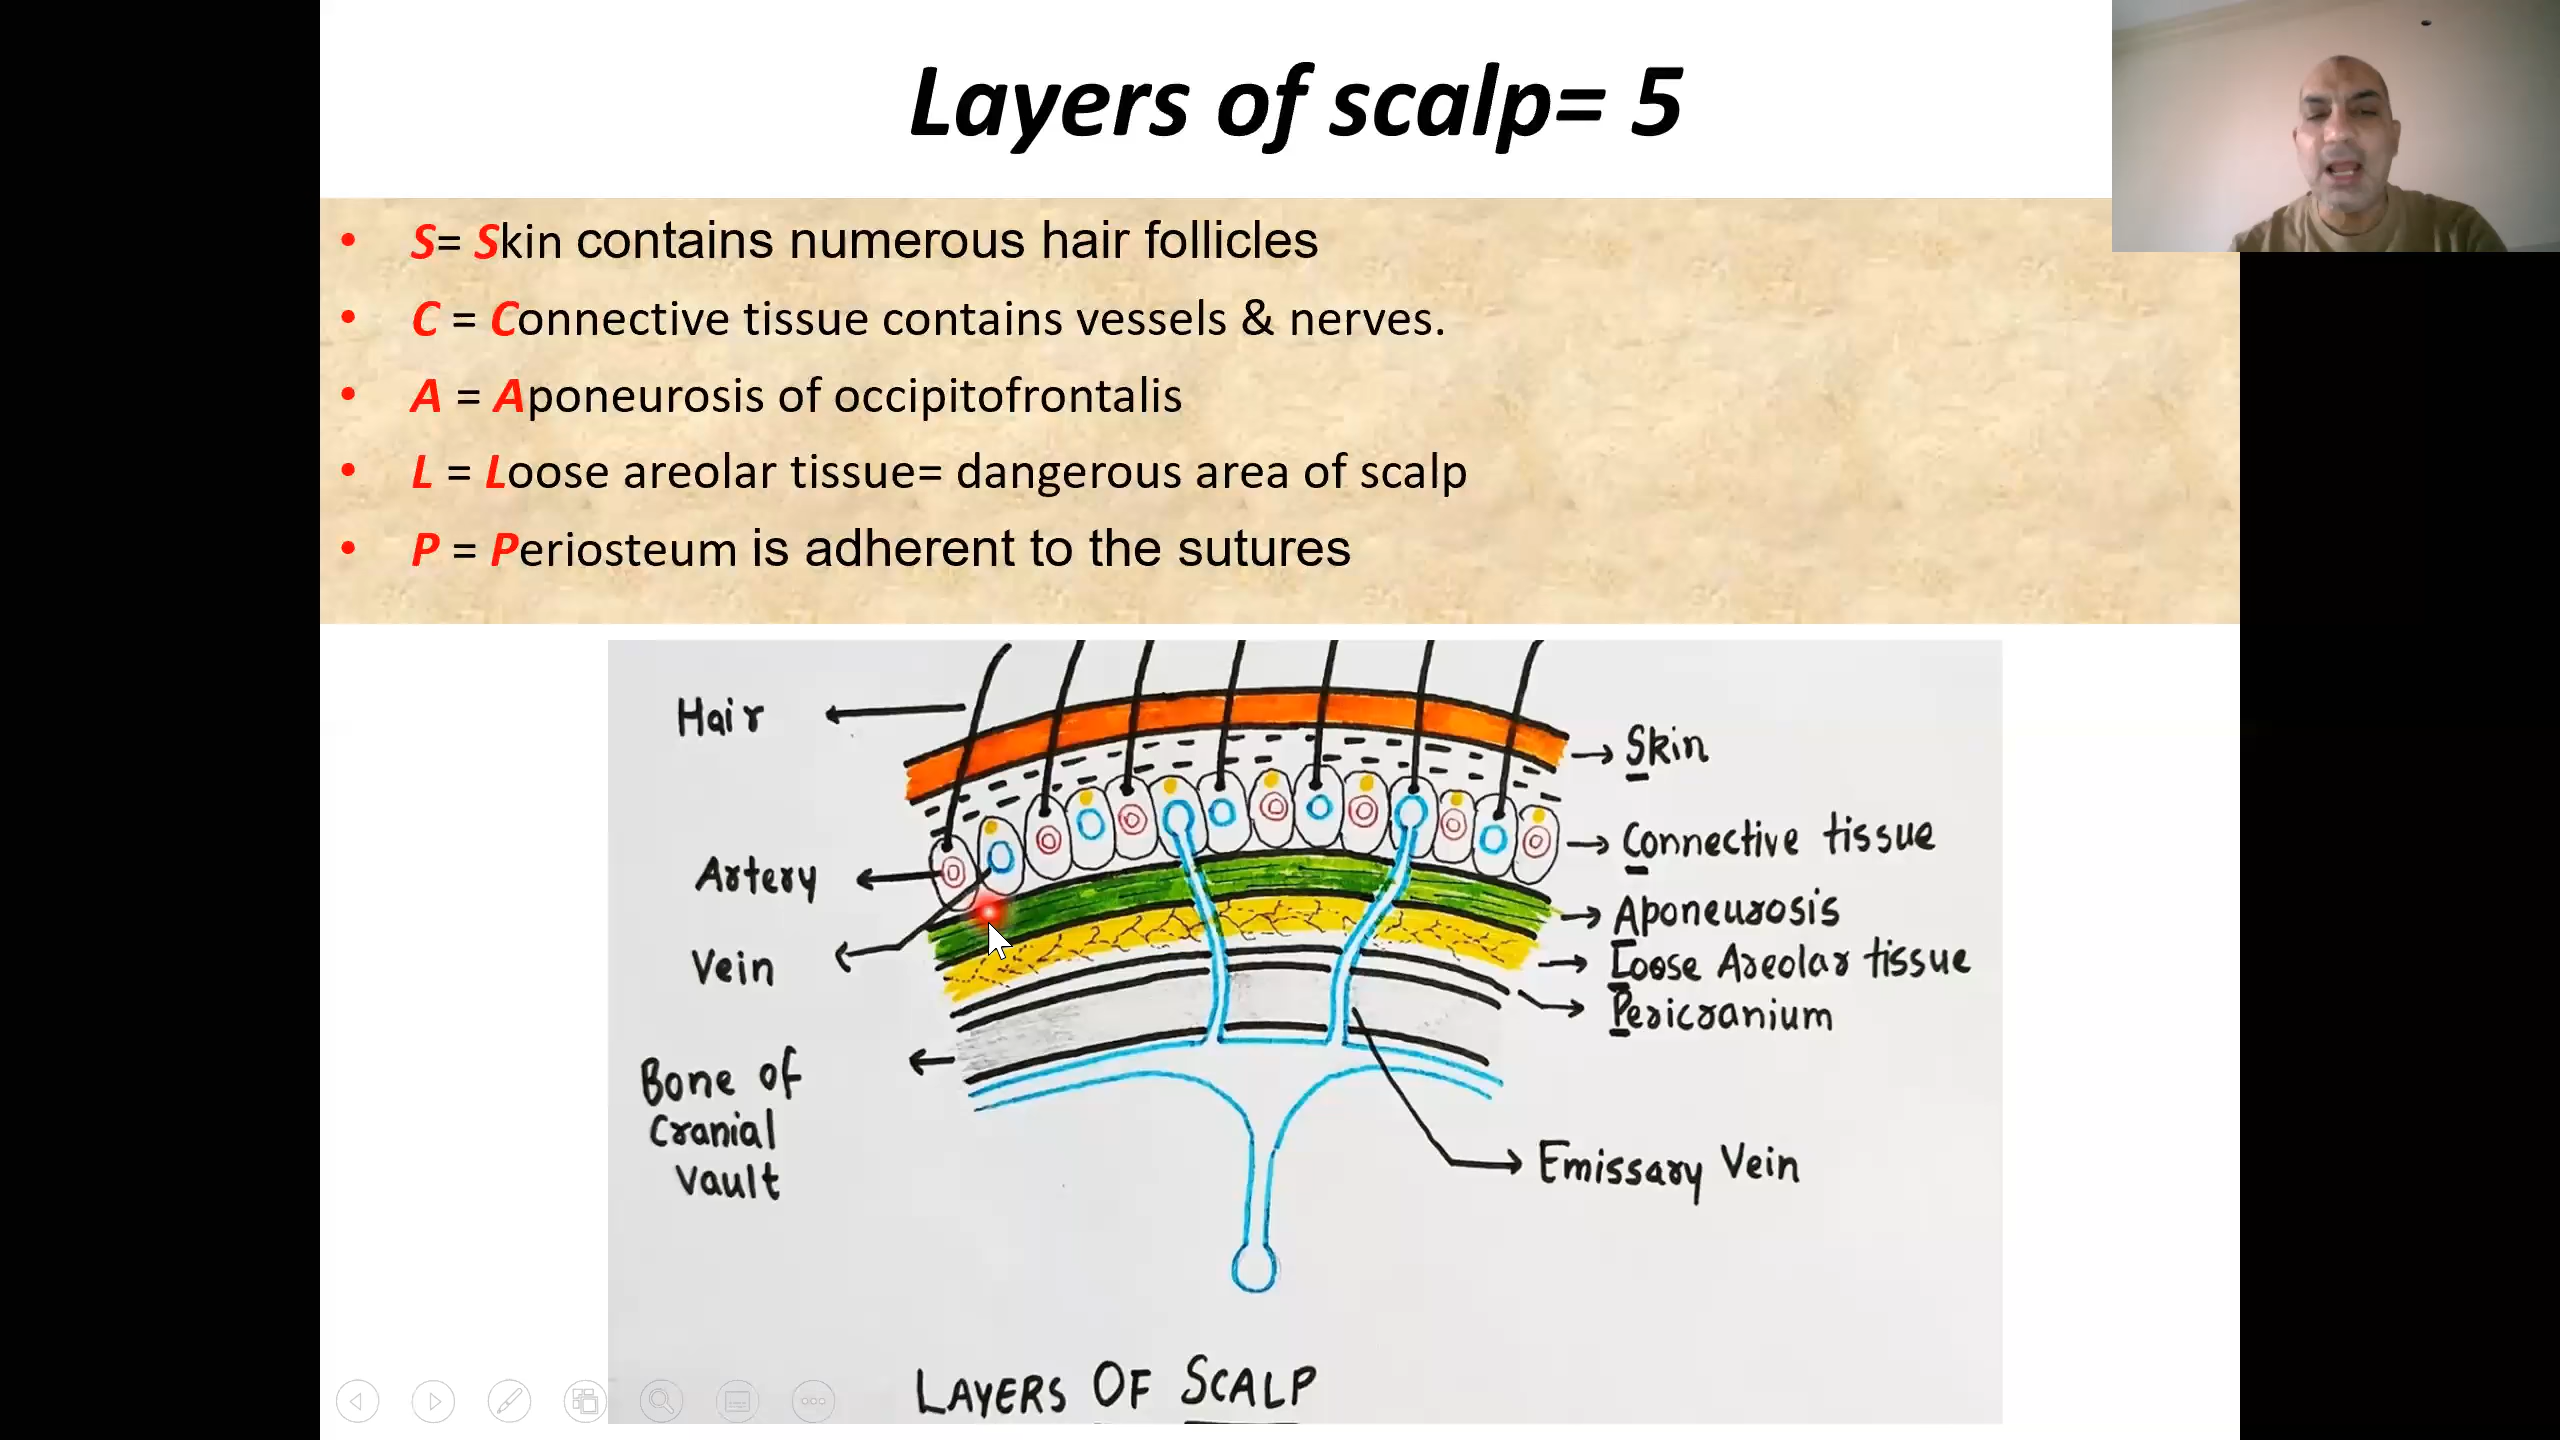 Layers of scalp= 5
• S= Skin contains numerous hair follicles
• C = Connective tissue contains vessels & nerves.
• A = Aponeurosis of occipitofrontalis
• L = Loose areolar tissue= dangerous area of scalp
• P = Periosteum is adherent to the sutures
Hair
Skin
Artery
Connective tissue
Vein
Aponeurosis
Loose Areolar tissue
Pericranium
Bone of
Cranial
Vault
Emissary Vein
LAYERS OF SCALP